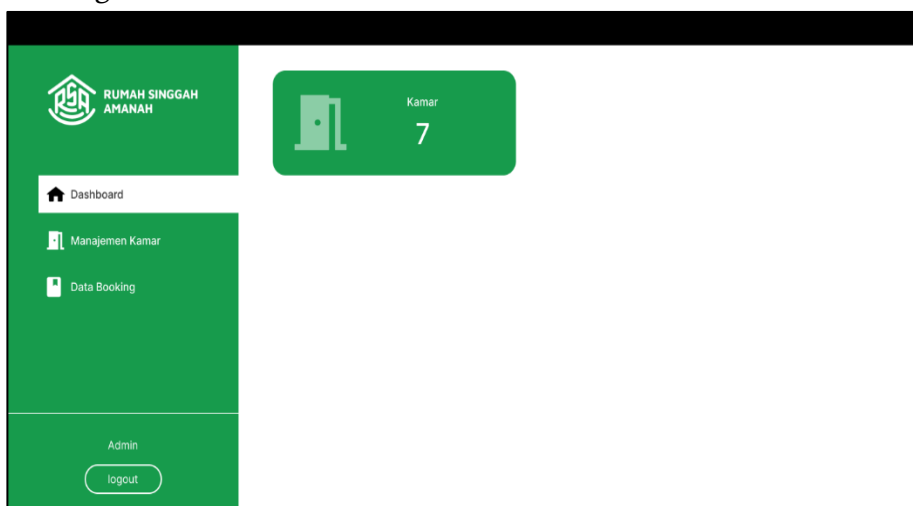 RUMAH SINGGAH
AMANAH
Dashboard
Manajemen Kamar
Data Booking
Admin
logout
Kamar
7